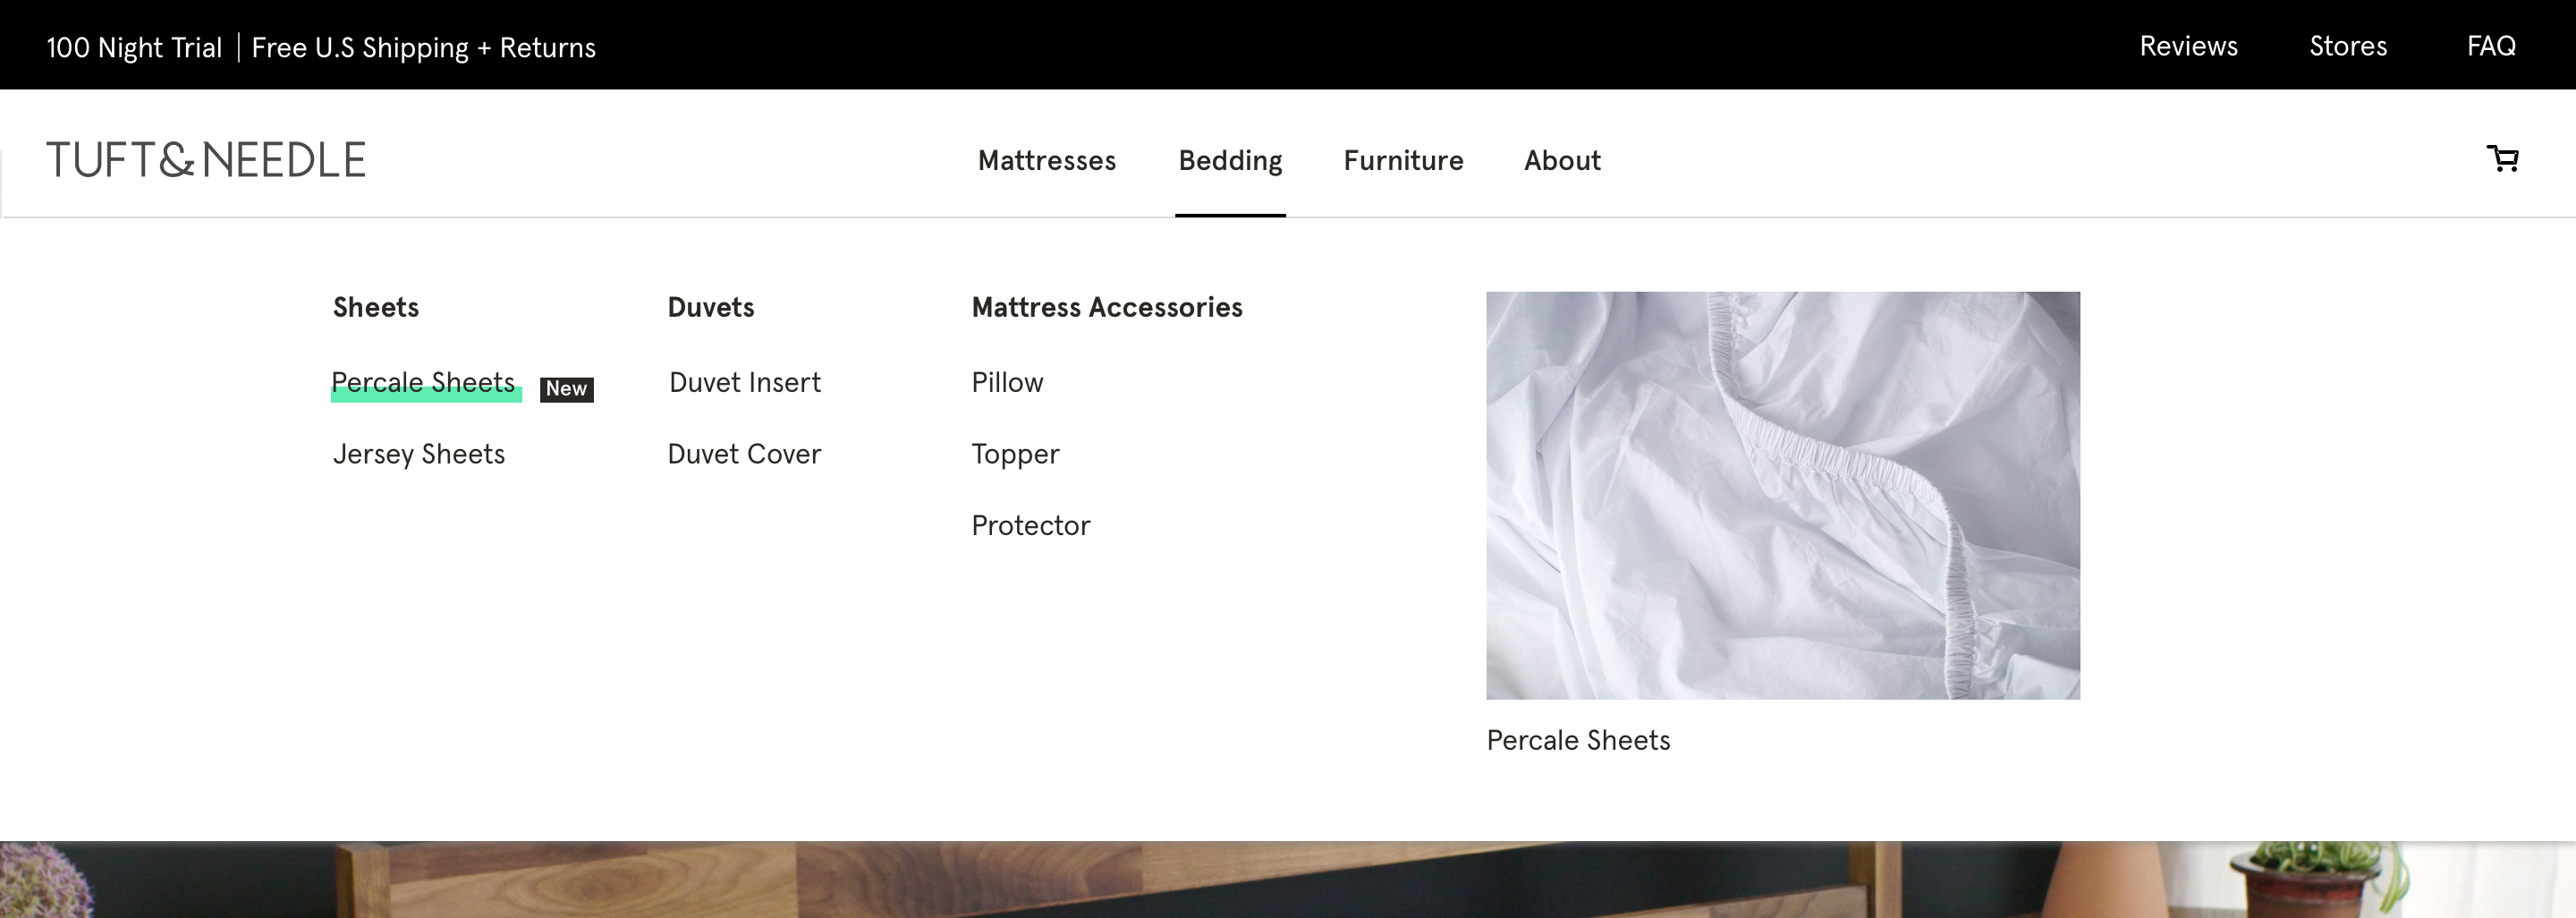 100 Night Trial | Free U.S Shipping + Returns
Reviews Stores FAQ
TUFT&NEEDLE
Mattresses Bedding Furniture About
Sheets
Percale Sheets New
Jersey Sheets
Duvets
Duvet Insert
Duvet Cover
Mattress Accessories
Pillow
Topper
Protector
Percale Sheets